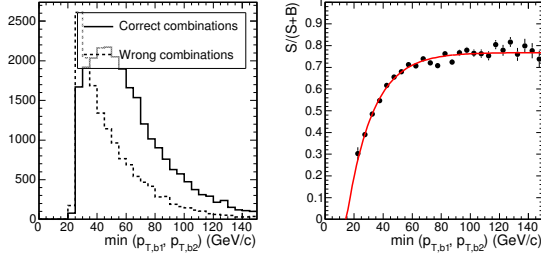 Correct combinations
Wrong combinations
2500
2000
1500
1000
500
0
0 20 40 60 80 100 120 140
min (p_T,b1, p_T,b2) (GeV/c)
S/(S+B)
0.9
0.8
0.7
0.6
0.5
0.4
0.3
0.2
0.1
0
0 20 40 60 80 100 120 140
min (p_T,b1, p_T,b2) (GeV/c)